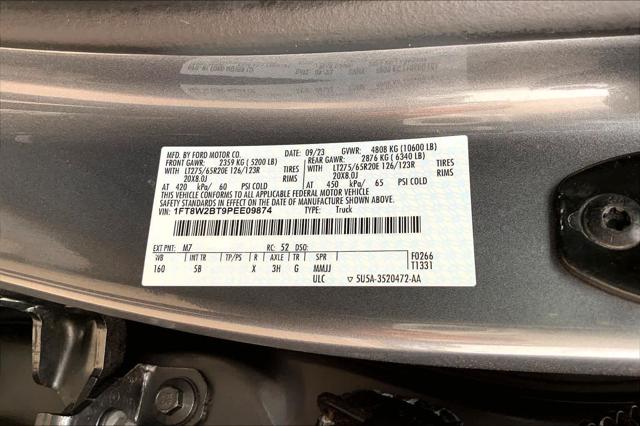 MFD. BY FORD MOTOR CO. DATE: 09/23 GVWR: 4808 KG (10600 LB)
FRONT GAWR: 2359 KG (5200 LB) REAR GAWR: 2876 KG (6340 LB)
WITH LT275/65R20E 126/123R TIRES WITH LT275/65R20E 126/123R TIRES
20X8.0J RIMS 20X8.0J RIMS
AT 420 kPa/ 60 PSI COLD AT 450 kPa/ 65 PSI COLD
THIS VEHICLE CONFORMS TO ALL APPLICABLE FEDERAL MOTOR VEHICLE
SAFETY STANDARDS IN EFFECT ON THE DATE OF MANUFACTURE SHOWN ABOVE.
VIN: 1FT8W2BT9PEE09874 TYPE: Truck
EXT PNT: M7 RC: 52 DSO:
WB INT TR TP/PS R AXLE TR SPR F0266
160 5B X 3H G MMJJ T1331
ULC ▽ 5U5A-3520472-AA